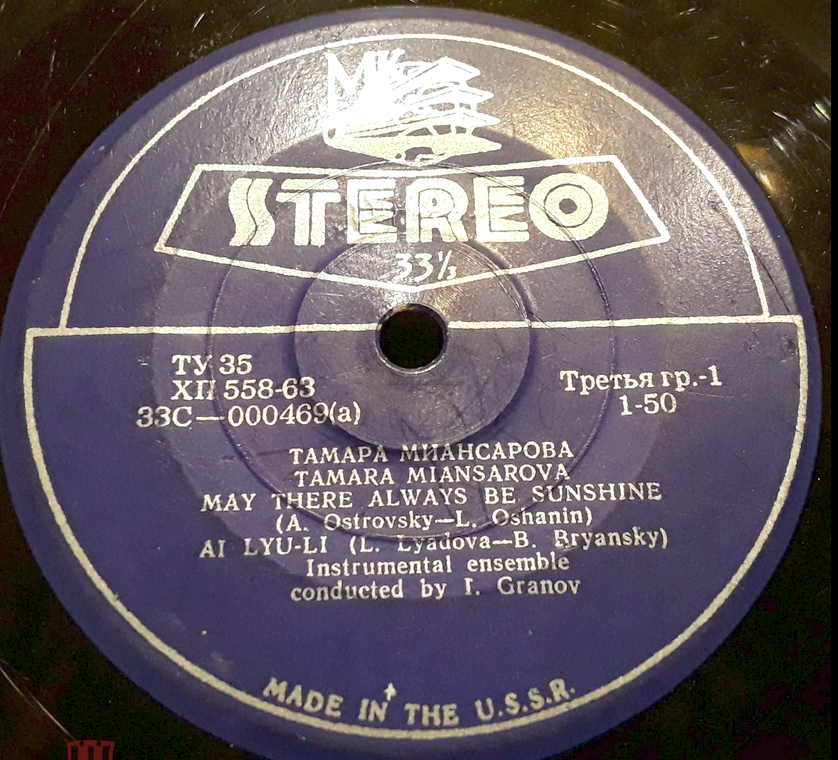 STEREO
33⅓
ТУ 35
ХП 558-63
33С—000469(а)
Третья гр.-1
1-50
ТАМАРА МИАНСАРОВА
TAMARA MIANSAROVA
MAY THERE ALWAYS BE SUNSHINE
(A. Ostrovsky—L. Oshanin)
AI LYU-LI (L. Lyadova—B. Bryansky)
Instrumental ensemble
conducted by I. Granov
MADE IN THE U.S.S.R.